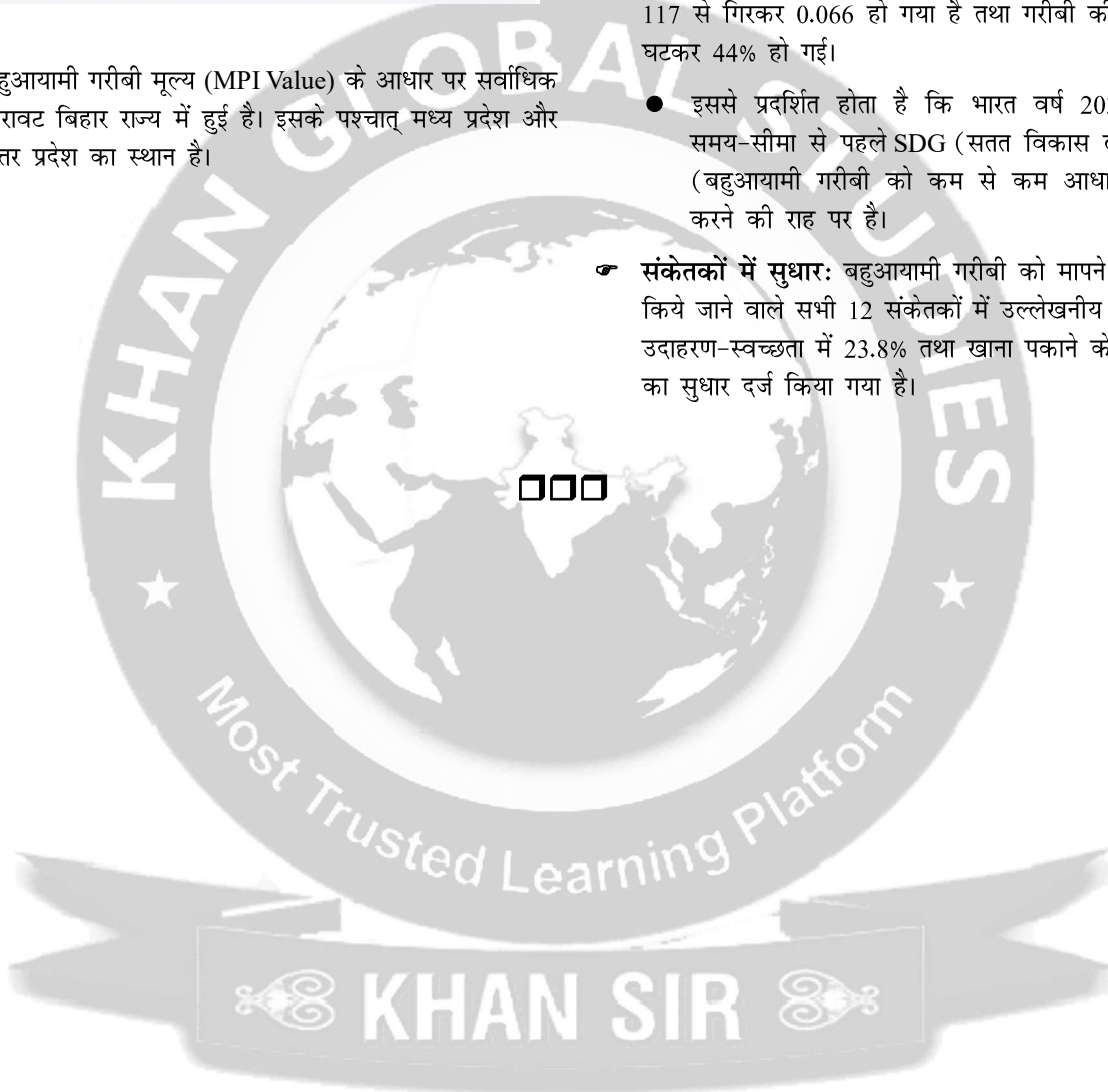 हुआयामी गरीबी मूल्य (MPI Value) के आधार पर सर्वाधिक
रावट बिहार राज्य में हुई है। इसके पश्चात् मध्य प्रदेश और
तर प्रदेश का स्थान है।
117 से गिरकर 0.066 हो गया है तथा गरीबी की
घटकर 44% हो गई।
● इससे प्रदर्शित होता है कि भारत वर्ष 20
समय-सीमा से पहले SDG (सतत विकास
(बहुआयामी गरीबी को कम से कम
करने की राह पर है।
☞ संकेतकों में सुधार: बहुआयामी गरीबी को मापने
किये जाने वाले सभी 12 संकेतकों में उल्लेखनीय
उदाहरण-स्वच्छता में 23.8% तथा खाना पकाने
का सुधार दर्ज किया गया है।
KHAN GLOBAL STUDIES
Most Trusted Learning Platform
KHAN SIR